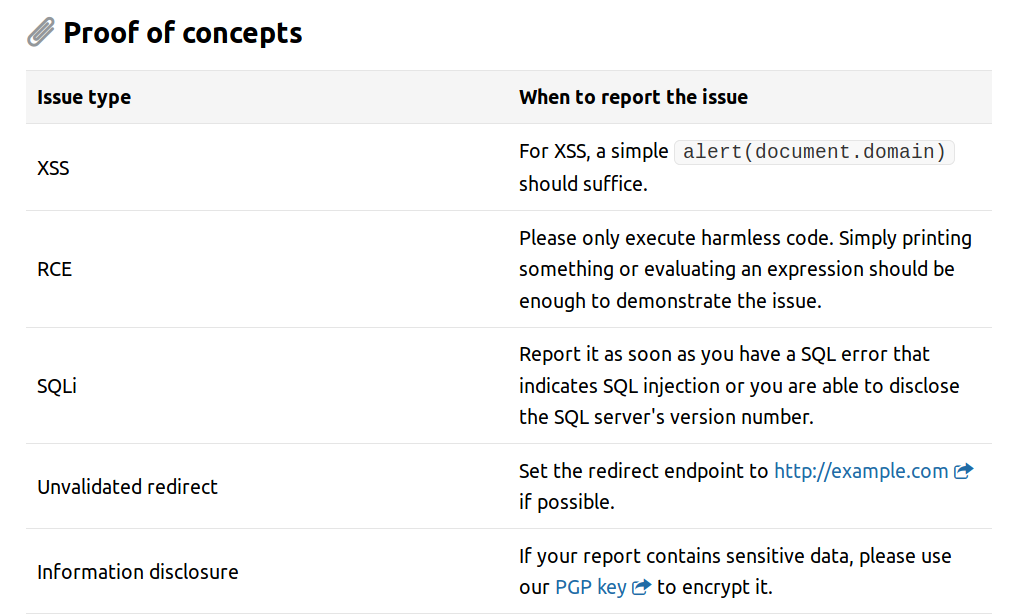 Proof of concepts
Issue type
When to report the issue
XSS
For XSS, a simple alert(document.domain)
should suffice.
RCE
Please only execute harmless code. Simply printing
something or evaluating an expression should be
enough to demonstrate the issue.
SQLi
Report it as soon as you have a SQL error that
indicates SQL injection or you are able to disclose
the SQL server's version number.
Unvalidated redirect
Set the redirect endpoint to http://example.com
if possible.
Information disclosure
If your report contains sensitive data, please use
our PGP key to encrypt it.